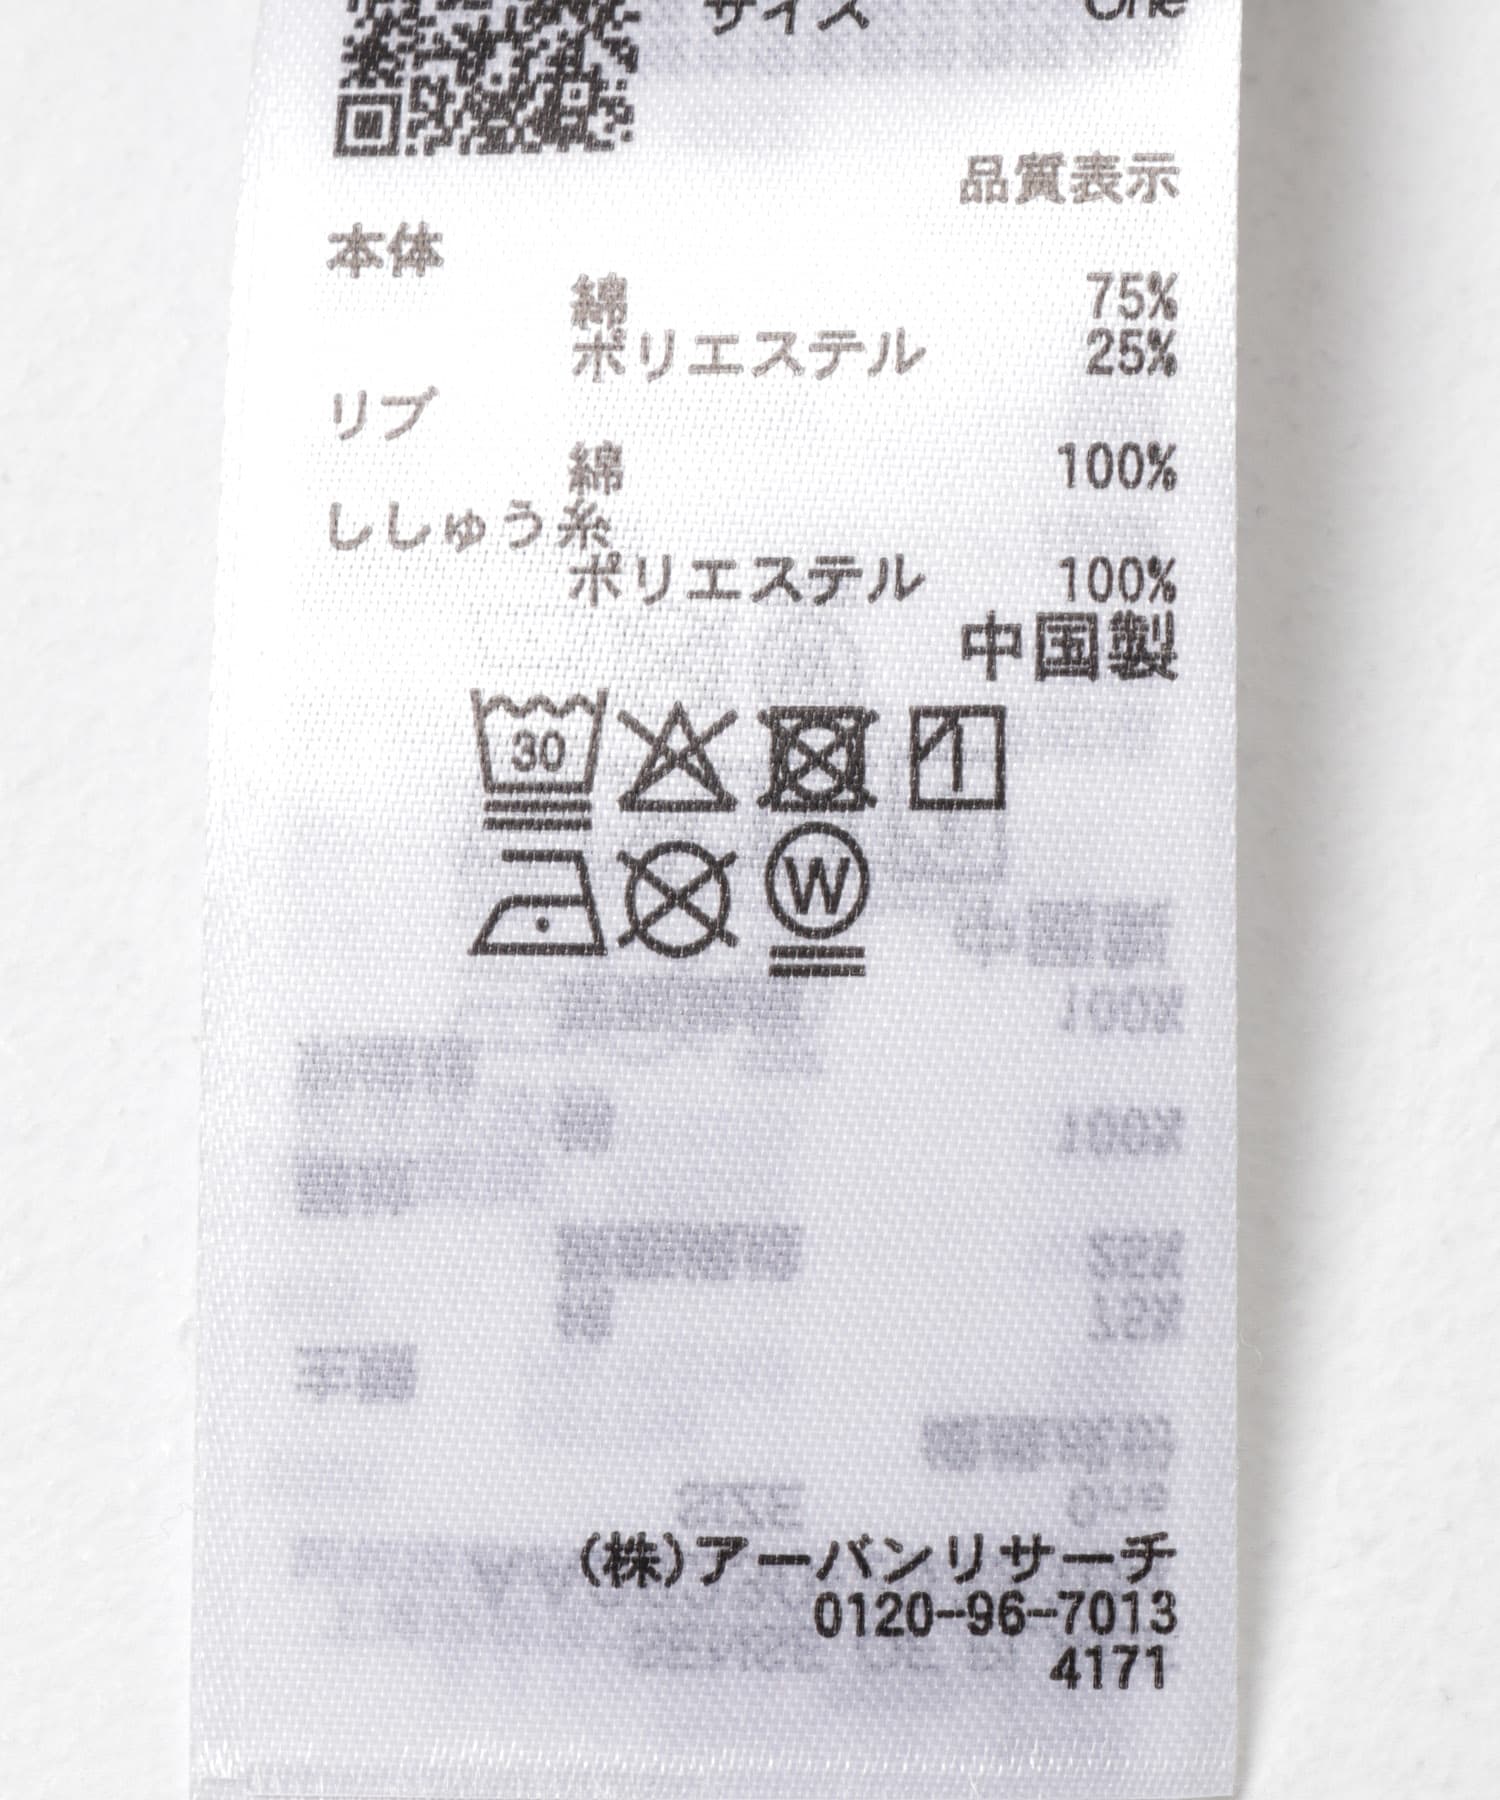 サイズ One
品質表示
本体
綿 75%
ポリエステル 25%
リブ
綿 100%
ししゅう糸
ポリエステル 100%
中国製
30
W
(株)アーバンリサーチ
0120-96-7013
4171